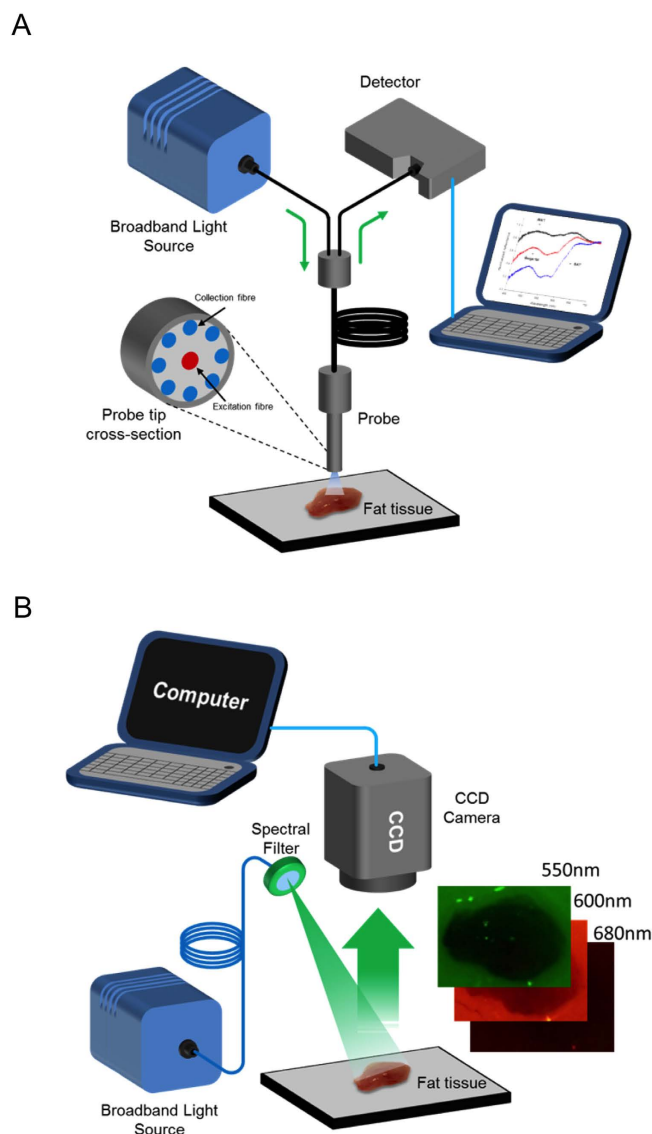 A
Detector
Broadband Light
Source
Collection fibre
Excitation fibre
Probe tip
cross-section
Probe
Fat tissue
B
Computer
CCD
CCD
Camera
Spectral
Filter
550nm
600nm
680nm
Fat tissue
Broadband Light
Source